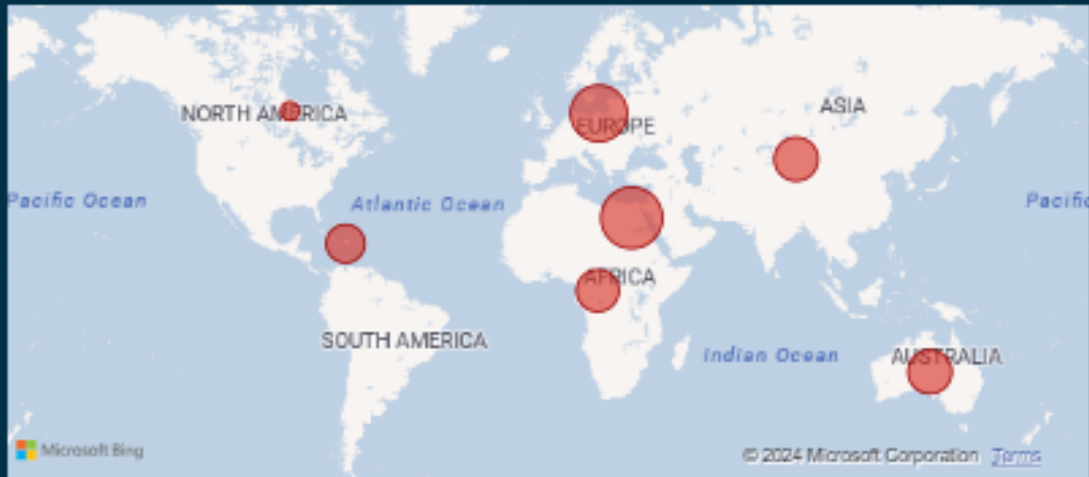 ASIA
NORTH AMERICA
EUROPE
Pacific Ocean
Atlantic Ocean
Pacific
AFRICA
SOUTH AMERICA
Indian Ocean
AUSTRALIA
Microsoft Bing
© 2024 Microsoft Corporation Terms